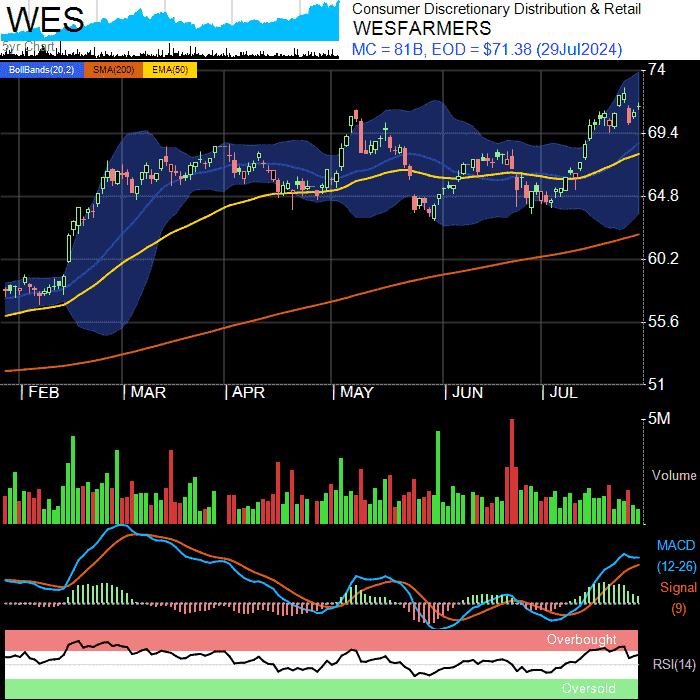 WES
3yr Chart
Consumer Discretionary Distribution & Retail
WESFARMERS
MC = 81B, EOD = $71.38 (29Jul2024)
BollBands(20,2) SMA(200) EMA(50)
74
69.4
64.8
60.2
55.6
51
FEB MAR APR MAY JUN JUL
5M
Volume
MACD
(12-26)
Signal
(9)
Overbought
RSI(14)
Oversold